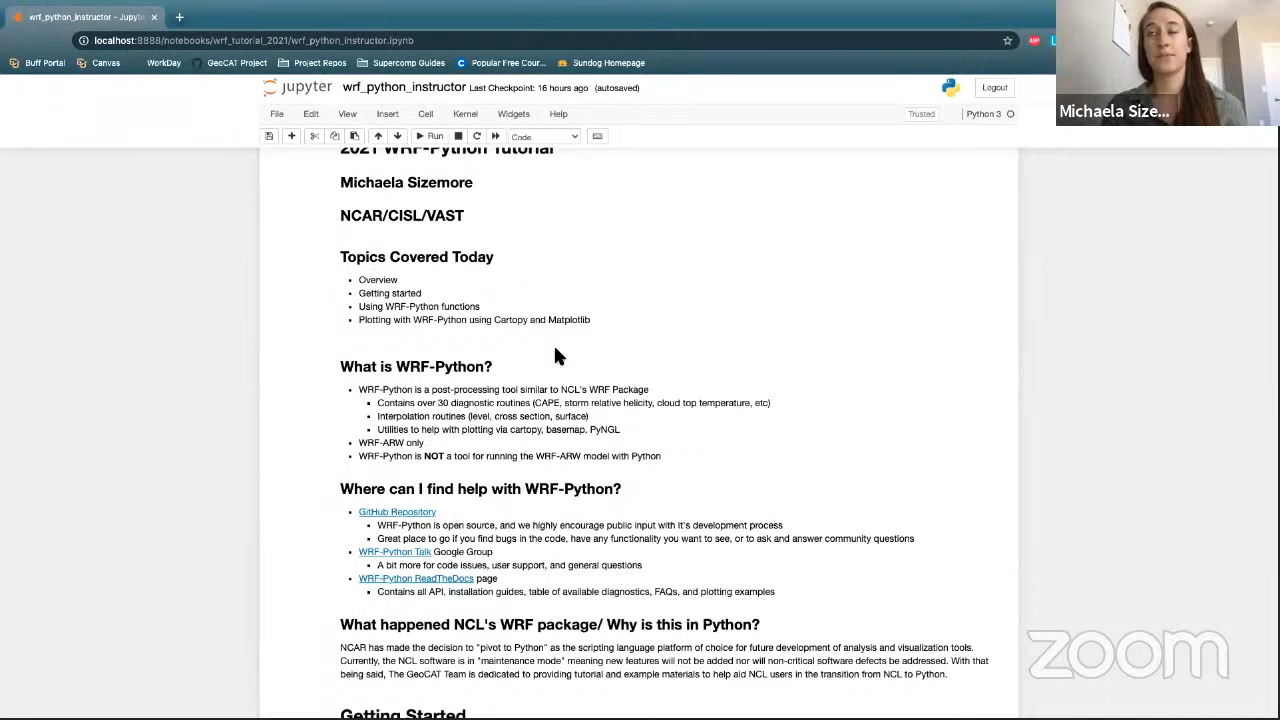 wrf_python_instructor - Jupyte
localhost:8888/notebooks/wrf_tutorial_2021/wrf_python_instructor.ipynb
Buff Portal Canvas WorkDay GeoCAT Project Project Repos Supercomp Guides Popular Free Cour... Sundog Homepage
jupyter wrf_python_instructor Last Checkpoint: 16 hours ago (autosaved) Logout
File Edit View Insert Cell Kernel Widgets Help Trusted Python 3
Run Code
Michaela Size...
2021 WRF-Python Tutorial
Michaela Sizemore
NCAR/CISL/VAST
Topics Covered Today
• Overview
• Getting started
• Using WRF-Python functions
• Plotting with WRF-Python using Cartopy and Matplotlib
What is WRF-Python?
• WRF-Python is a post-processing tool similar to NCL's WRF Package
▪ Contains over 30 diagnostic routines (CAPE, storm relative helicity, cloud top temperature, etc)
▪ Interpolation routines (level, cross section, surface)
▪ Utilities to help with plotting via cartopy, basemap, PyNGL
• WRF-ARW only
• WRF-Python is NOT a tool for running the WRF-ARW model with Python
Where can I find help with WRF-Python?
• GitHub Repository
▪ WRF-Python is open source, and we highly encourage public input with it's development process
▪ Great place to go if you find bugs in the code, have any functionality you want to see, or to ask and answer community questions
• WRF-Python Talk Google Group
▪ A bit more for code issues, user support, and general questions
• WRF-Python ReadTheDocs page
▪ Contains all API, installation guides, table of available diagnostics, FAQs, and plotting examples
What happened NCL's WRF package/ Why is this in Python?
NCAR has made the decision to "pivot to Python" as the scripting language platform of choice for future development of analysis and visualization tools.
Currently, the NCL software is in "maintenance mode" meaning new features will not be added nor will non-critical software defects be addressed. With that
being said, The GeoCAT Team is dedicated to providing tutorial and example materials to help aid NCL users in the transition from NCL to Python.
Getting Started
zoom